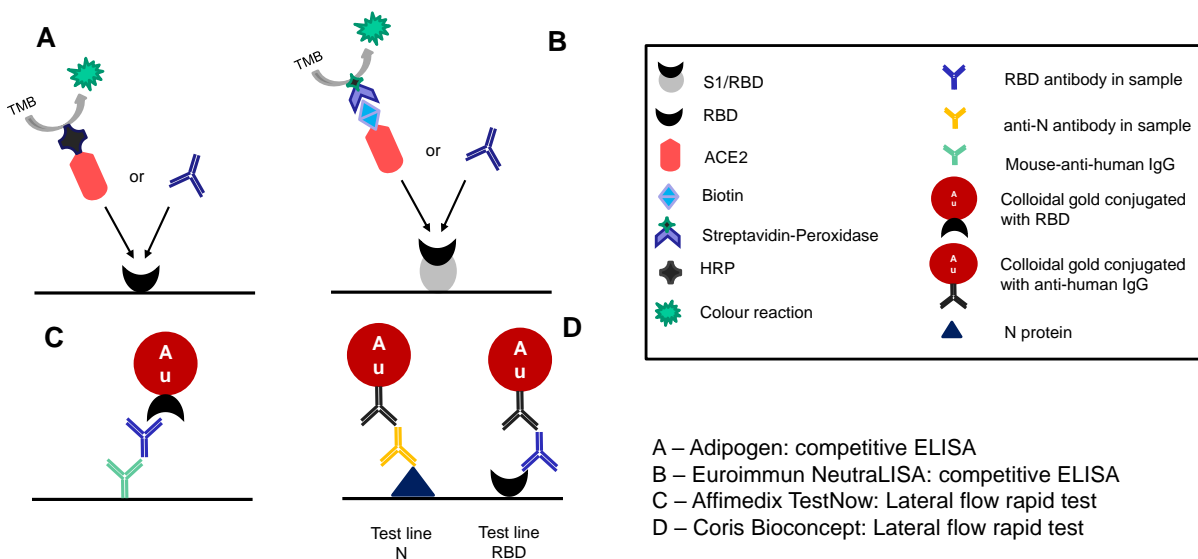 A
TMB
or
B
TMB
or
C
A
u
D
A
u
A
u
Test line
N
Test line
RBD
S1/RBD
RBD
ACE2
Biotin
Streptavidin-Peroxidase
HRP
Colour reaction
RBD antibody in sample
anti-N antibody in sample
Mouse-anti-human IgG
A
u
Colloidal gold conjugated
with RBD
A
u
Colloidal gold conjugated
with anti-human IgG
N protein
A – Adipogen: competitive ELISA
B – Euroimmun NeutraLISA: competitive ELISA
C – Affimedix TestNow: Lateral flow rapid test
D – Coris Bioconcept: Lateral flow rapid test